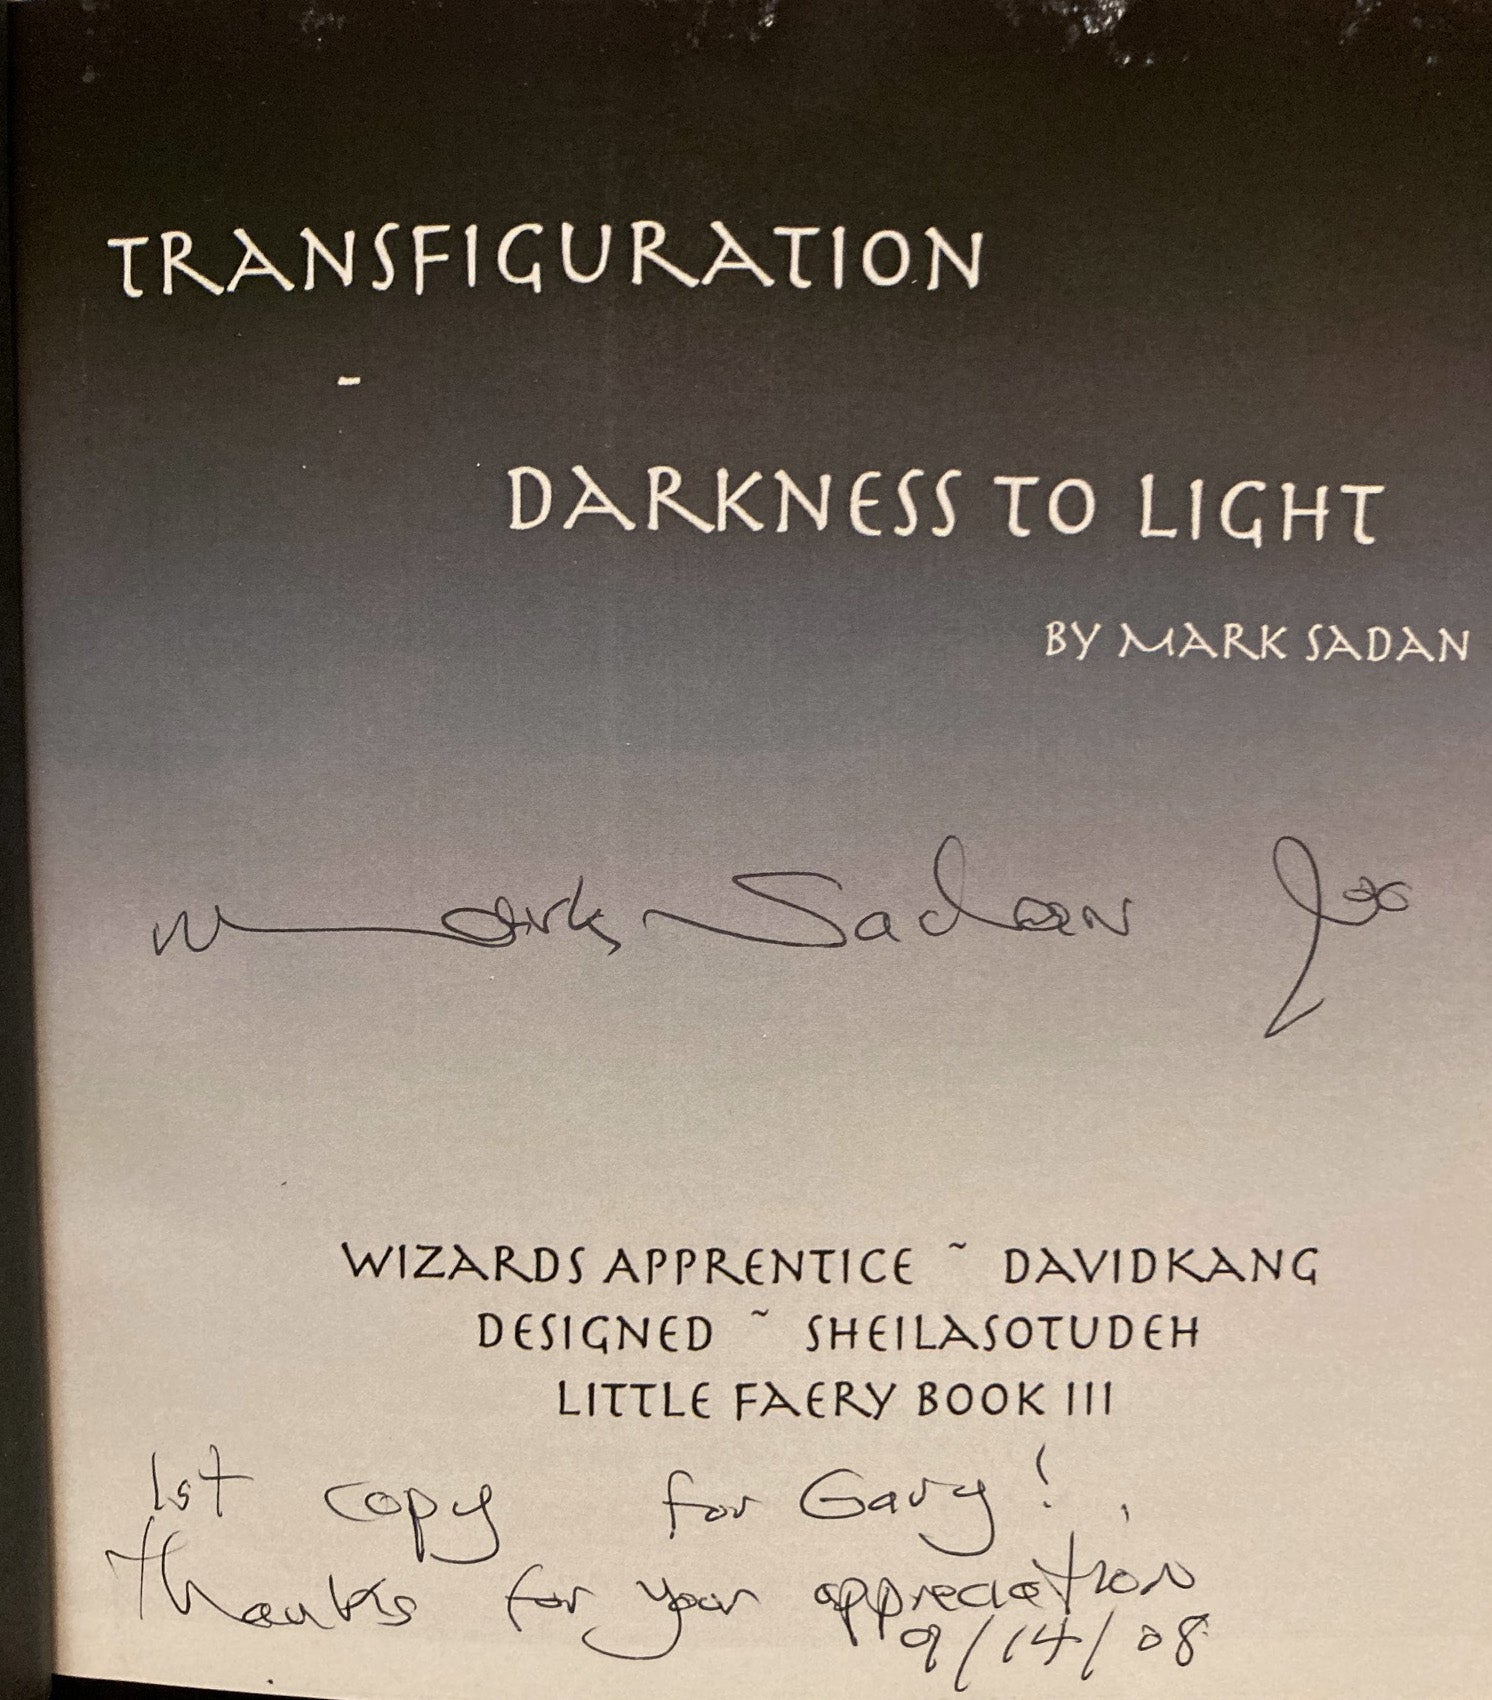 TRANSFIGURATION
-
DARKNESS TO LIGHT
BY MARK SADAN
Mark Sadan
WIZARDS APPRENTICE ~ DAVIDKANG
DESIGNED ~ SHEILASOTUDEH
LITTLE FAERY BOOK III
1st copy for Gary!
Thanks for your appreciation
9/14/08